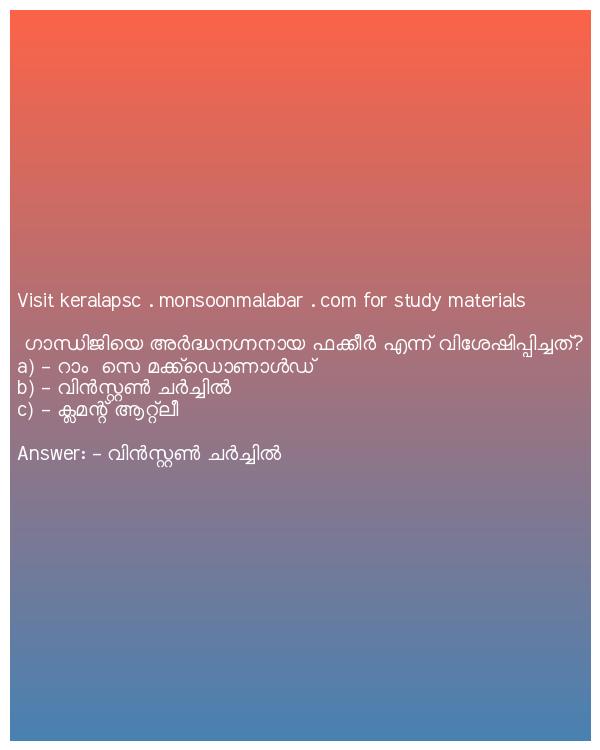 Visit keralapsc . monsoonmalabar . com for study materials
ഗാന്ധിജിയെ അർദ്ധനഗ്നനായ ഫക്കീർ എന്ന് വിശേഷിപ്പിച്ചത്?
a) – റാം സെ മക്ക്ഡൊണാൾഡ്
b) – വിൻസ്റ്റൺ ചർച്ചിൽ
c) – ക്ലമന്റ് ആറ്റ്ലീ
Answer: – വിൻസ്റ്റൺ ചർച്ചിൽ